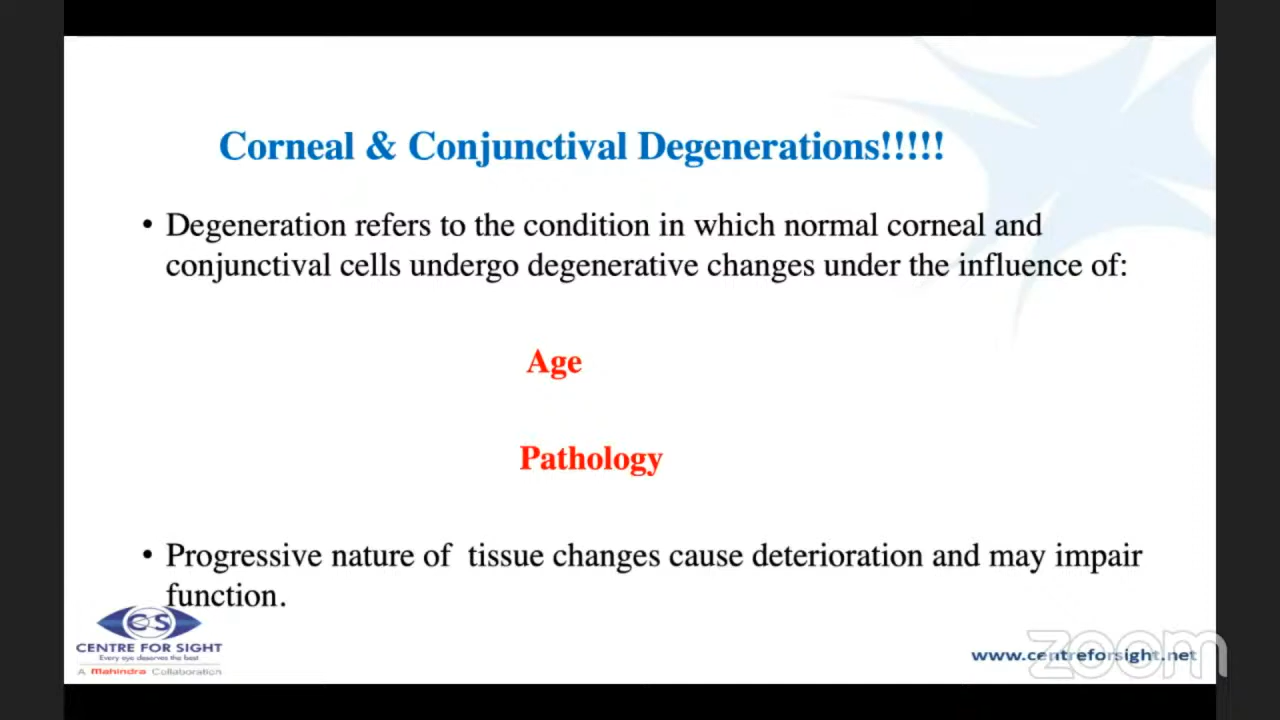 Corneal & Conjunctival Degenerations!!!!!
• Degeneration refers to the condition in which normal corneal and
conjunctival cells undergo degenerative changes under the influence of:
Age
Pathology
• Progressive nature of tissue changes cause deterioration and may impair
function.
CS
CENTRE FOR SIGHT
Every eye deserves the best
A Mahindra Collaboration
www.centreforsight.net
zoom